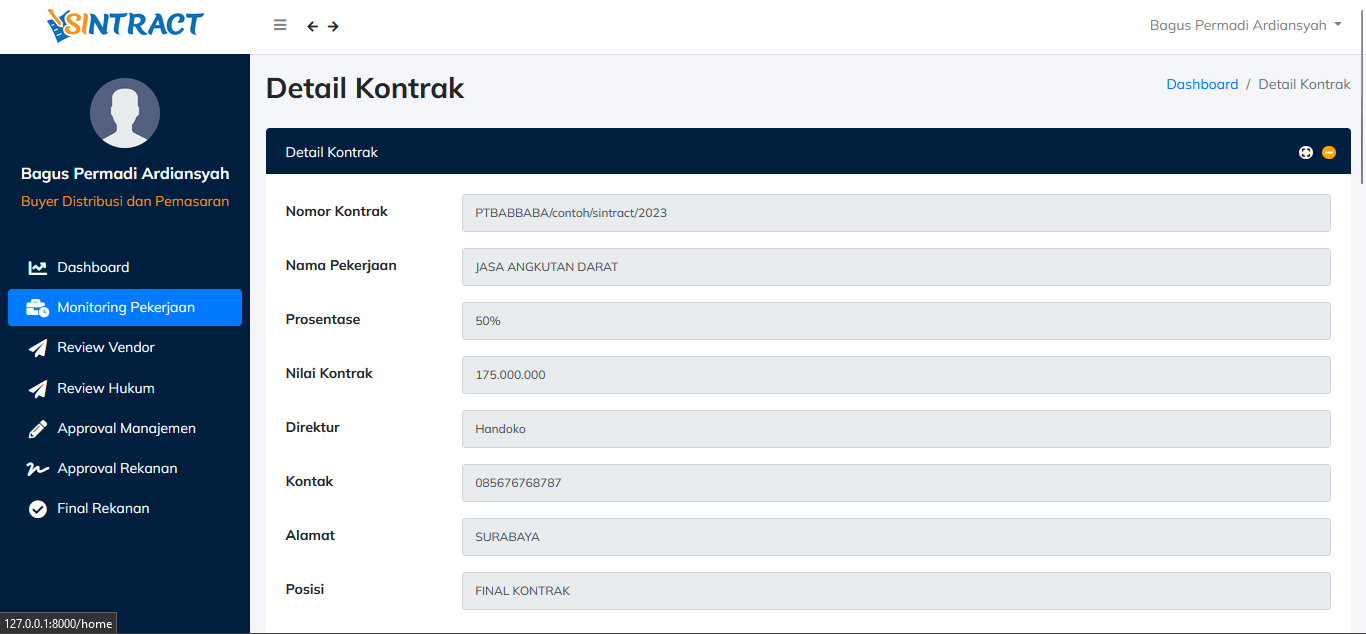 SINTRACT
Bagus Permadi Ardiansyah
Detail Kontrak
Dashboard / Detail Kontrak
Bagus Permadi Ardiansyah
Buyer Distribusi dan Pemasaran
Dashboard
Monitoring Pekerjaan
Review Vendor
Review Hukum
Approval Manajemen
Approval Rekanan
Final Rekanan
Detail Kontrak
Nomor Kontrak PTBABBABA/contoh/sintract/2023
Nama Pekerjaan JASA ANGKUTAN DARAT
Prosentase 50%
Nilai Kontrak 175.000.000
Direktur Handoko
Kontak 085676768787
Alamat SURABAYA
Posisi FINAL KONTRAK
127.0.0.1:8000/home